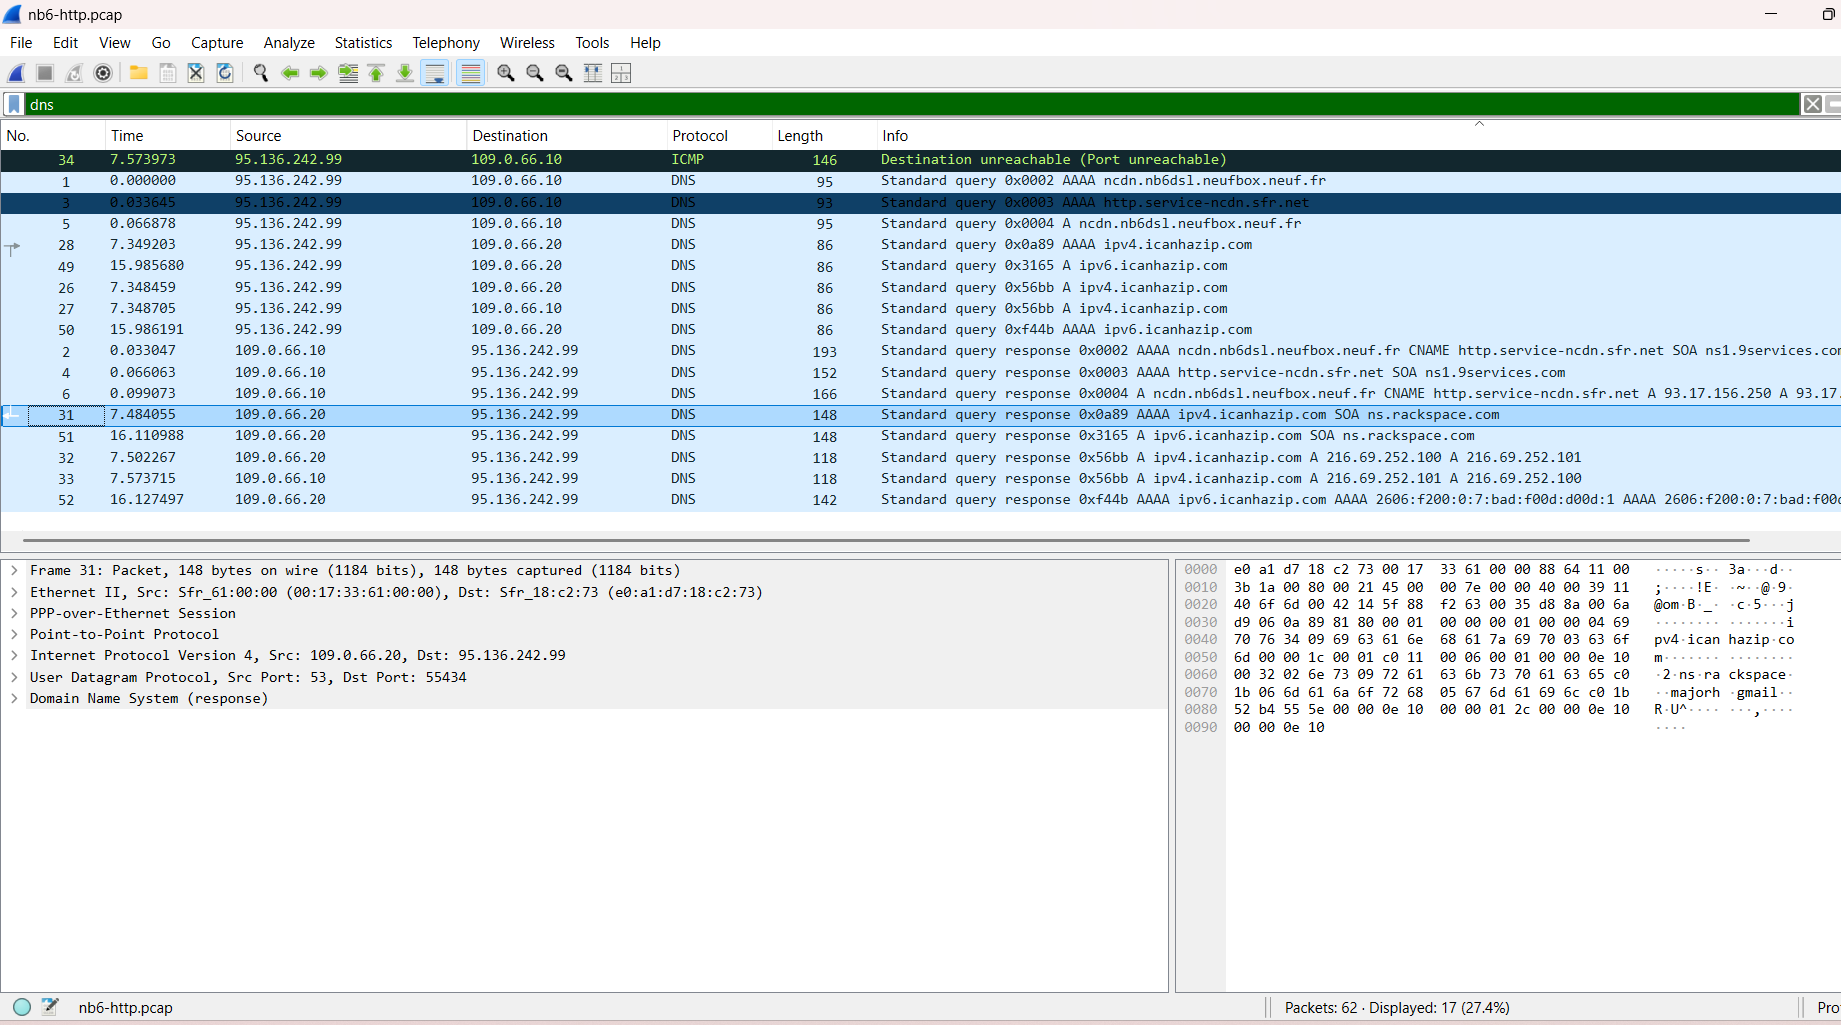 nb6-http.pcap
File Edit View Go Capture Analyze Statistics Telephony Wireless Tools Help
dns
No. Time Source Destination Protocol Length Info
34 7.573973 95.136.242.99 109.0.66.10 ICMP 146 Destination unreachable (Port unreachable)
1 0.000000 95.136.242.99 109.0.66.10 DNS 95 Standard query 0x0002 AAAA ncdn.nb6dsl.neufbox.neuf.fr
3 0.033645 95.136.242.99 109.0.66.10 DNS 93 Standard query 0x0003 AAAA http.service-ncdn.sfr.net
5 0.066878 95.136.242.99 109.0.66.10 DNS 95 Standard query 0x0004 A ncdn.nb6dsl.neufbox.neuf.fr
28 7.349203 95.136.242.99 109.0.66.20 DNS 86 Standard query 0x0a89 AAAA ipv4.icanhazip.com
49 15.985680 95.136.242.99 109.0.66.20 DNS 86 Standard query 0x3165 A ipv6.icanhazip.com
26 7.348459 95.136.242.99 109.0.66.20 DNS 86 Standard query 0x56bb A ipv4.icanhazip.com
27 7.348705 95.136.242.99 109.0.66.10 DNS 86 Standard query 0x56bb A ipv4.icanhazip.com
50 15.986191 95.136.242.99 109.0.66.20 DNS 86 Standard query 0xf44b AAAA ipv6.icanhazip.com
2 0.033047 109.0.66.10 95.136.242.99 DNS 193 Standard query response 0x0002 AAAA ncdn.nb6dsl.neufbox.neuf.fr CNAME http.service-ncdn.sfr.net SOA ns1.9services.com
4 0.066063 109.0.66.10 95.136.242.99 DNS 152 Standard query response 0x0003 AAAA http.service-ncdn.sfr.net SOA ns1.9services.com
6 0.099073 109.0.66.10 95.136.242.99 DNS 166 Standard query response 0x0004 A ncdn.nb6dsl.neufbox.neuf.fr CNAME http.service-ncdn.sfr.net A 93.17.156.250 A 93.17.
31 7.484055 109.0.66.20 95.136.242.99 DNS 148 Standard query response 0x0a89 AAAA ipv4.icanhazip.com SOA ns.rackspace.com
51 16.110988 109.0.66.20 95.136.242.99 DNS 148 Standard query response 0x3165 A ipv6.icanhazip.com SOA ns.rackspace.com
32 7.502267 109.0.66.20 95.136.242.99 DNS 118 Standard query response 0x56bb A ipv4.icanhazip.com A 216.69.252.100 A 216.69.252.101
33 7.573715 109.0.66.10 95.136.242.99 DNS 118 Standard query response 0x56bb A ipv4.icanhazip.com A 216.69.252.101 A 216.69.252.100
52 16.127497 109.0.66.20 95.136.242.99 DNS 142 Standard query response 0xf44b AAAA ipv6.icanhazip.com AAAA 2606:f200:0:7:bad:f00d:d00d:1 AAAA 2606:f200:0:7:bad:f00d
Frame 31: Packet, 148 bytes on wire (1184 bits), 148 bytes captured (1184 bits)
Ethernet II, Src: Sfr_61:00:00 (00:17:33:61:00:00), Dst: Sfr_18:c2:73 (e0:a1:d7:18:c2:73)
PPP-over-Ethernet Session
Point-to-Point Protocol
Internet Protocol Version 4, Src: 109.0.66.20, Dst: 95.136.242.99
User Datagram Protocol, Src Port: 53, Dst Port: 55434
Domain Name System (response)
0000 e0 a1 d7 18 c2 73 00 17 33 61 00 00 88 64 11 00 ·····s·· 3a···d··
0010 3b 1a 00 80 00 21 45 00 00 7e 00 00 40 00 39 11 ;····!E· ·~··@·9·
0020 40 6f 6d 00 42 14 5f 88 f2 63 00 35 d8 8a 00 6a @om·B·_· ·c·5···j
0030 d9 06 0a 89 81 80 00 01 00 00 00 01 00 00 04 69 ········ ·······i
0040 70 76 34 09 69 63 61 6e 68 61 7a 69 70 03 63 6f pv4·ican hazip·co
0050 6d 00 00 1c 00 01 c0 11 00 06 00 01 00 00 0e 10 m······· ········
0060 00 32 02 6e 73 09 72 61 63 6b 73 70 61 63 65 c0 ·2·ns·ra ckspace·
0070 1b 06 6d 61 6a 6f 72 68 05 67 6d 61 69 6c c0 1b ··majorh ·gmail··
0080 52 b4 55 5e 00 00 0e 10 00 00 01 2c 00 00 0e 10 R·U^···· ···,····
0090 00 00 0e 10 ····
nb6-http.pcap
Packets: 62 · Displayed: 17 (27.4%)
Pro